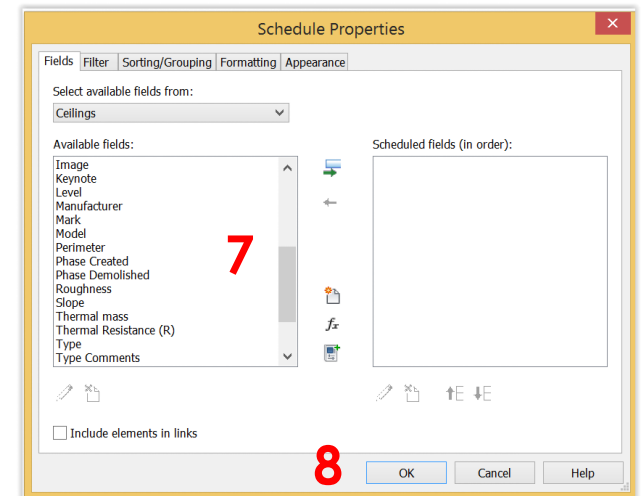 Schedule Properties
Fields Filter Sorting/Grouping Formatting Appearance
Select available fields from:
Ceilings
Available fields:
Scheduled fields (in order):
Image
Keynote
Level
Manufacturer
Mark
Model
Perimeter
Phase Created
Phase Demolished
Roughness
Slope
Thermal mass
Thermal Resistance (R)
Type
Type Comments
7
fx
Include elements in links
8
OK Cancel Help